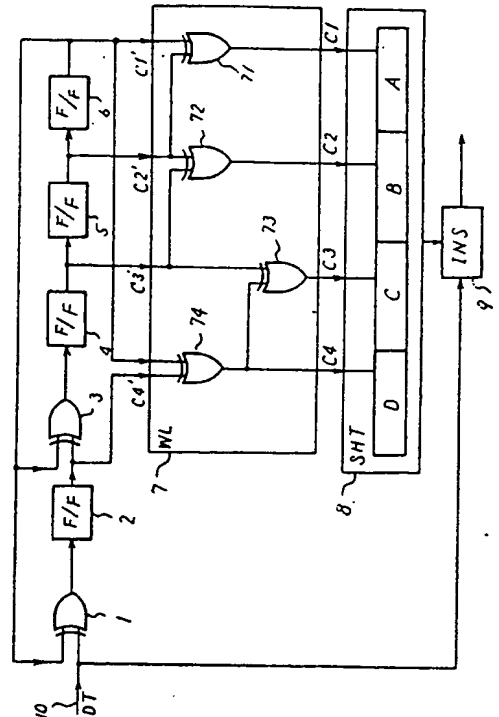 10
DT
1
F/F
2
3
F/F
4
F/F
5
F/F
6
C4'
C3'
C2'
C1'
74
73
72
71
7
WL
C4
C3
C2
C1
8
SHT
D
C
B
A
INS
9